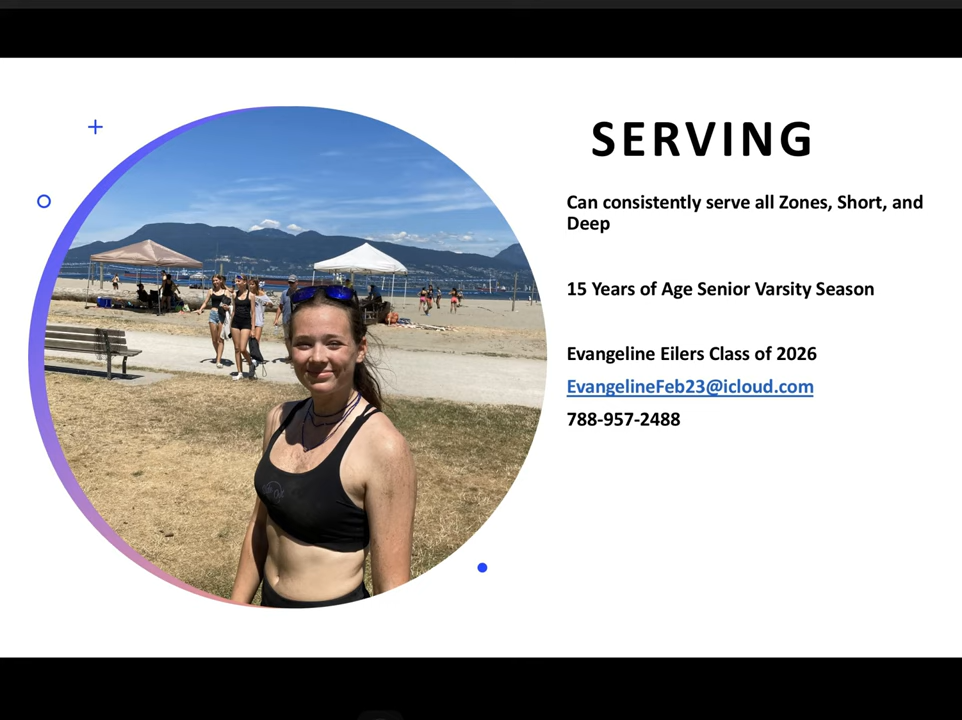 SERVING
Can consistently serve all Zones, Short, and
Deep
15 Years of Age Senior Varsity Season
Evangeline Eilers Class of 2026
EvangelineFeb23@icloud.com
788-957-2488